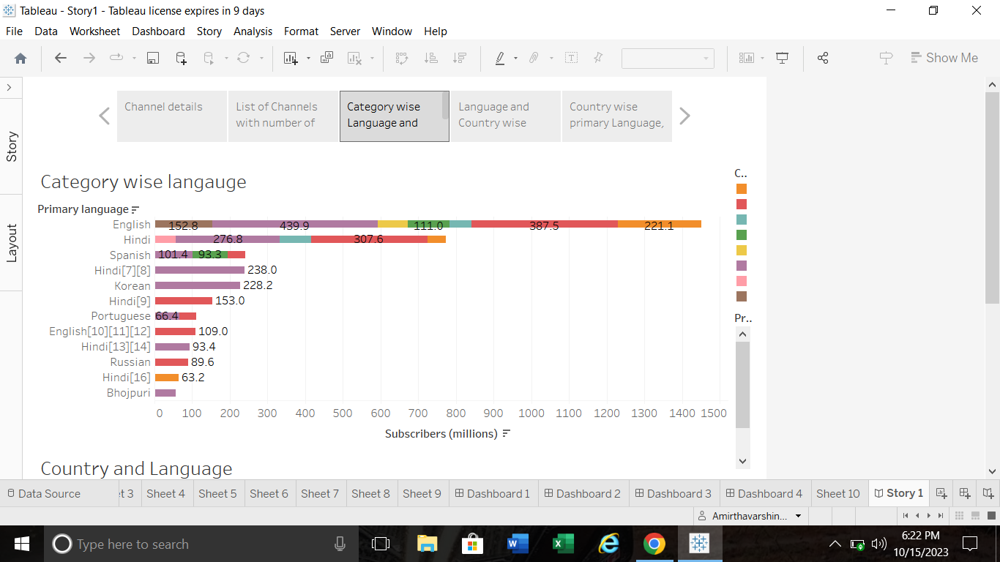 Tableau - Story1 - Tableau license expires in 9 days
File Data Worksheet Dashboard Story Analysis Format Server Window Help
Show Me
Story
Layout
Channel details
List of Channels
with number of
Category wise
Language and
Language and
Country wise
Country wise
primary Language,
Category wise langauge
C..
Primary language
English 152.8 439.9 111.0 387.5 221.1
Hindi 276.8 307.6
Spanish 101.4 93.3
Hindi[7][8] 238.0
Korean 228.2
Hindi[9] 153.0
Portuguese 66.4
English[10][11][12] 109.0
Hindi[13][14] 93.4
Russian 89.6
Hindi[16] 63.2
Bhojpuri
Pr..
0 100 200 300 400 500 600 700 800 900 1000 1100 1200 1300 1400 1500
Subscribers (millions)
Country and Language
Data Source t 3 Sheet 4 Sheet 5 Sheet 6 Sheet 7 Sheet 8 Sheet 9 Dashboard 1 Dashboard 2 Dashboard 3 Dashboard 4 Sheet 10 Story 1
Amirthavarshin...
Type here to search
6:22 PM
10/15/2023